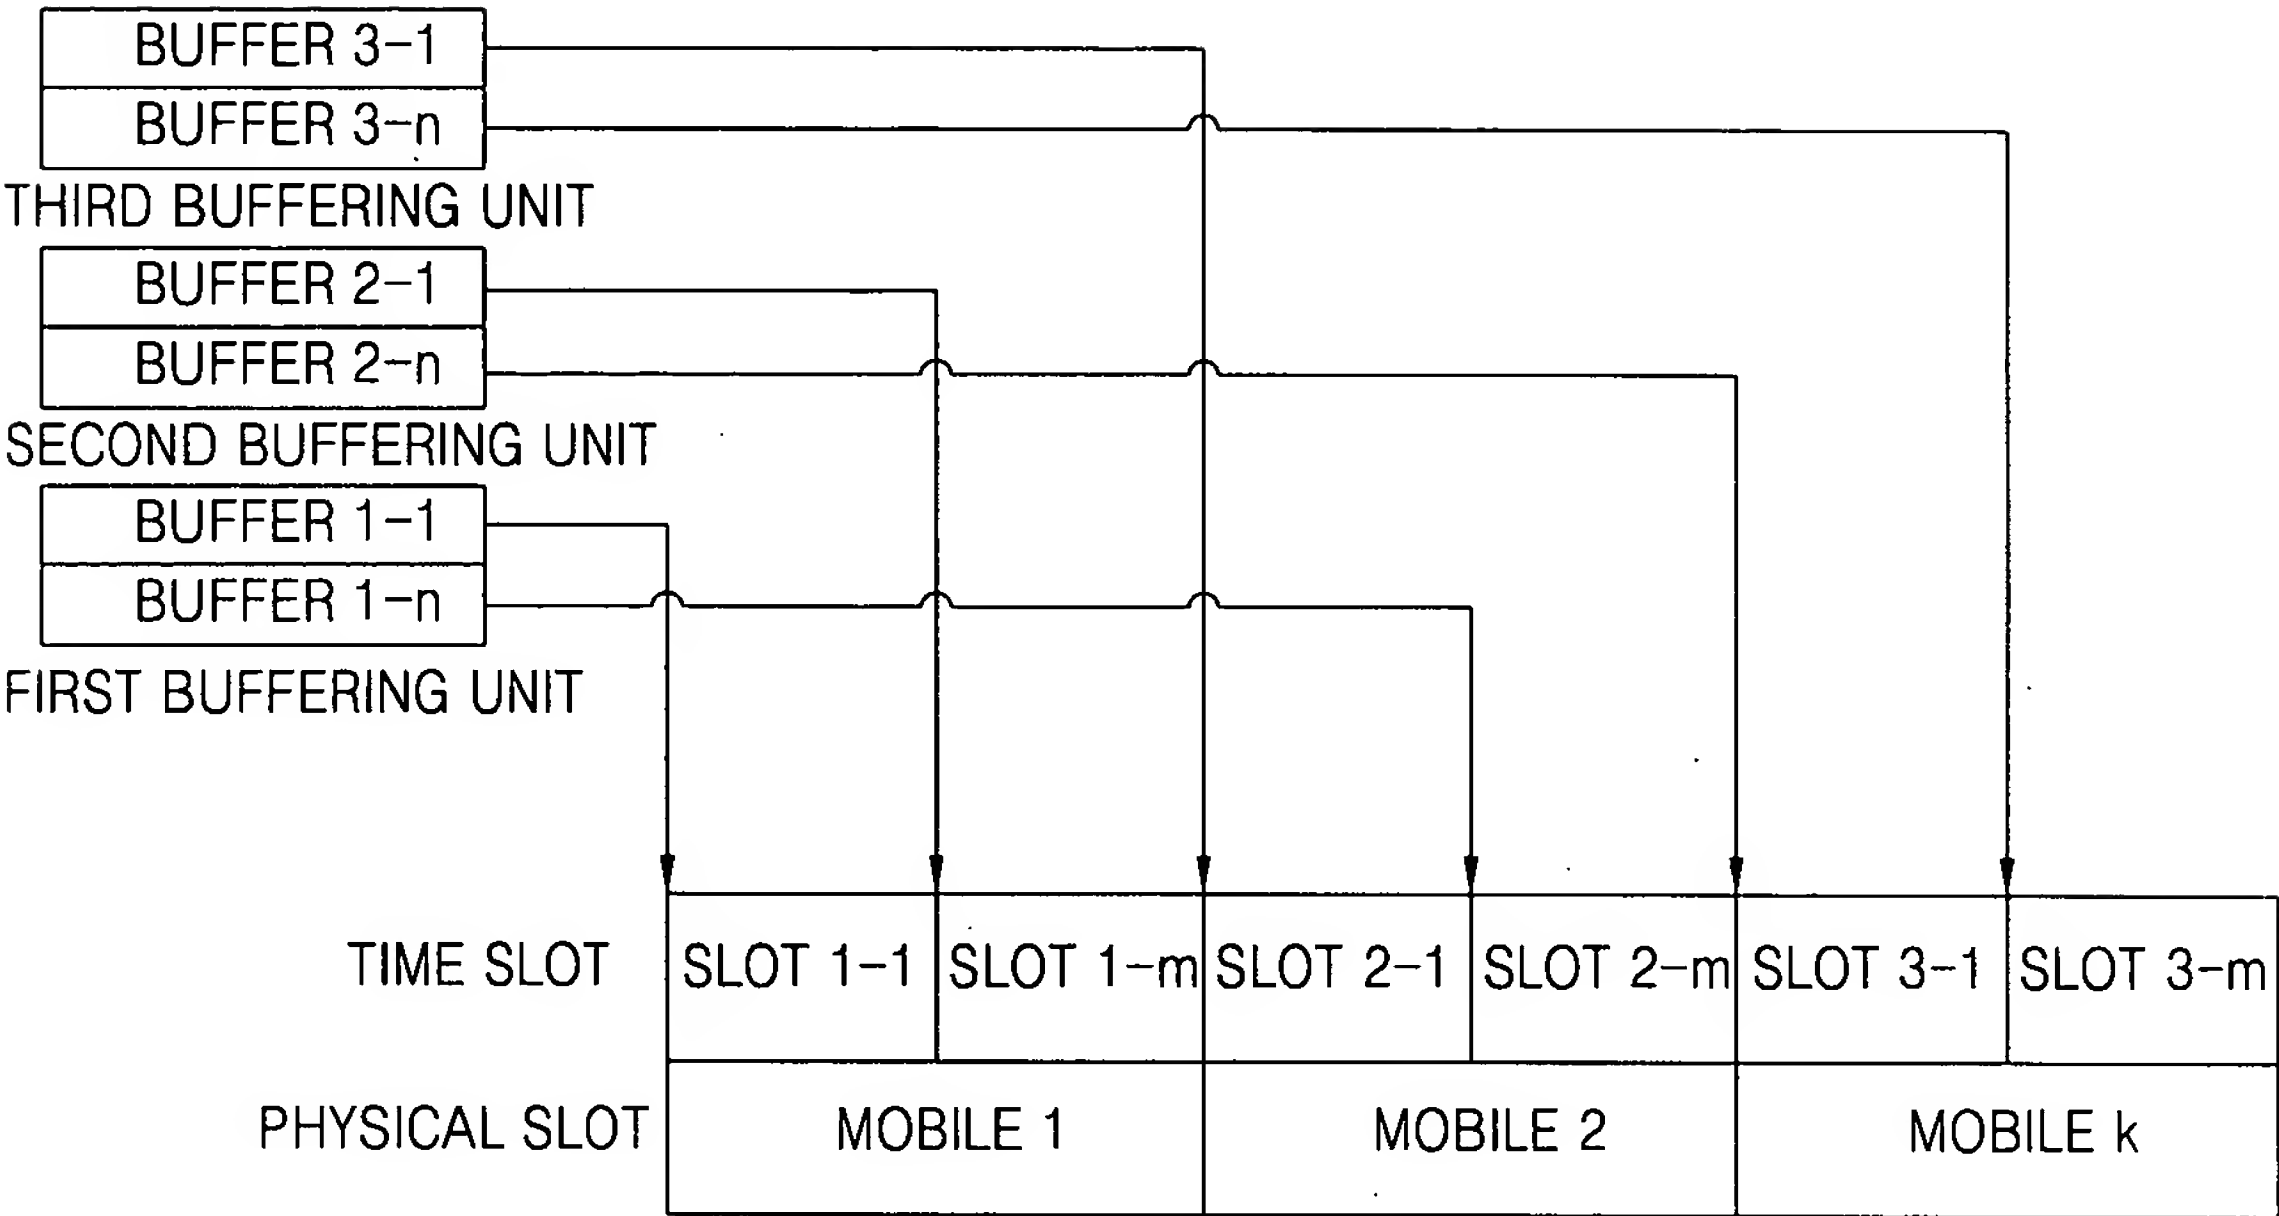 BUFFER 3-1
BUFFER 3-n
THIRD BUFFERING UNIT
BUFFER 2-1
BUFFER 2-n
SECOND BUFFERING UNIT
BUFFER 1-1
BUFFER 1-n
FIRST BUFFERING UNIT
TIME SLOT SLOT 1-1 SLOT 1-m SLOT 2-1 SLOT 2-m SLOT 3-1 SLOT 3-m
PHYSICAL SLOT MOBILE 1 MOBILE 2 MOBILE k